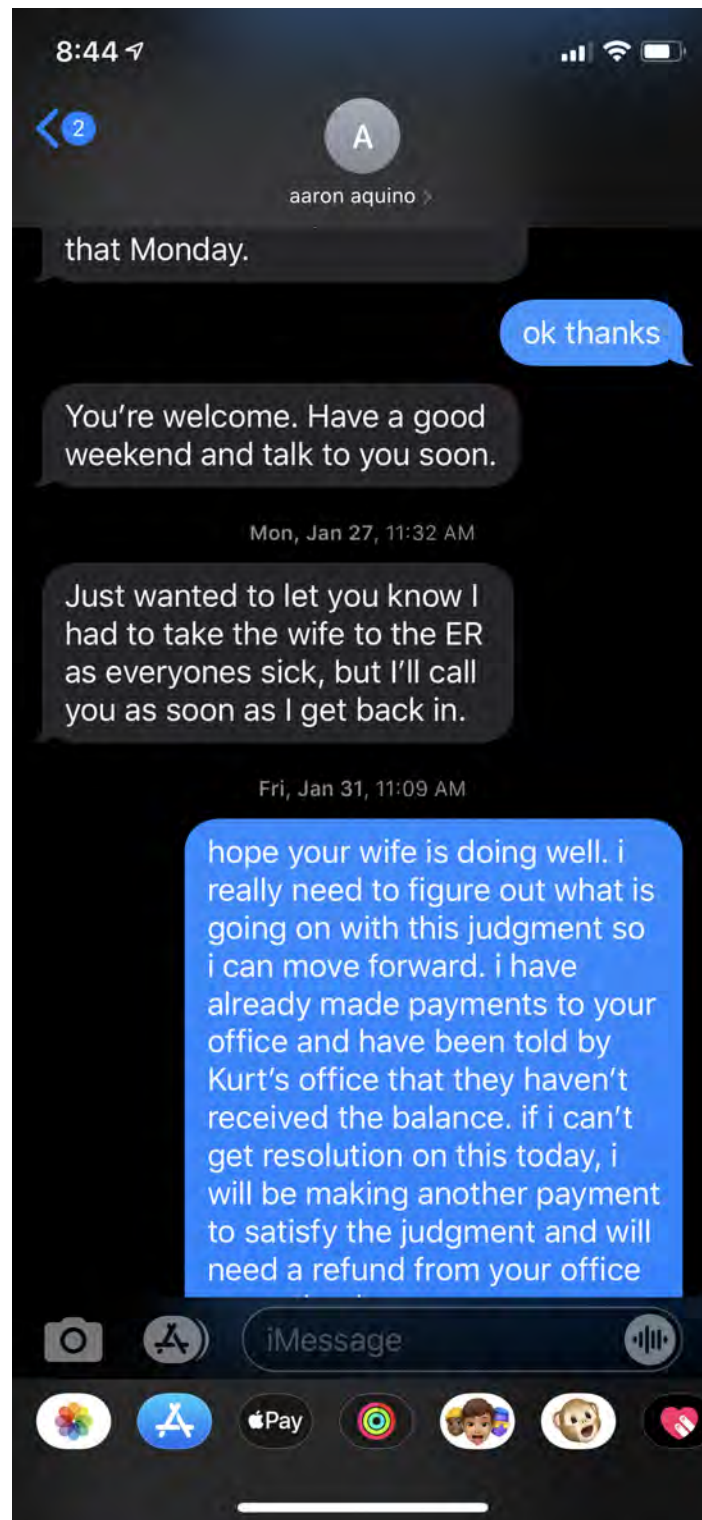 8:44
2
A
aaron aquino
that Monday.
ok thanks
You're welcome. Have a good
weekend and talk to you soon.
Mon, Jan 27, 11:32 AM
Just wanted to let you know I
had to take the wife to the ER
as everyones sick, but I'll call
you as soon as I get back in.
Fri, Jan 31, 11:09 AM
hope your wife is doing well. i
really need to figure out what is
going on with this judgment so
i can move forward. i have
already made payments to your
office and have been told by
Kurt's office that they haven't
received the balance. if i can't
get resolution on this today, i
will be making another payment
to satisfy the judgment and will
need a refund from your office
iMessage
Pay